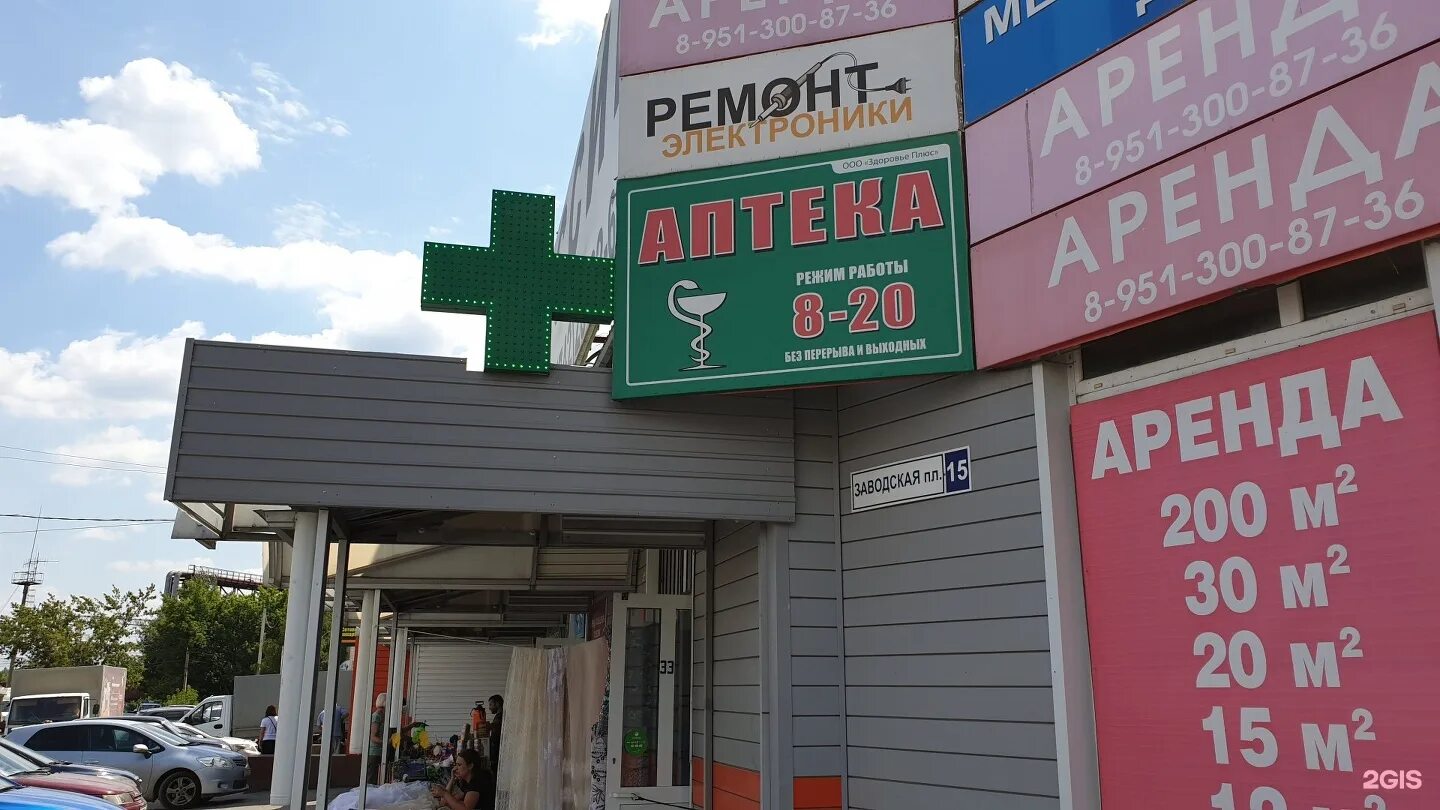 8-951-300-87-36
РЕМОНТ
ЭЛЕКТРОНИКИ
ООО «Здоровье Плюс»
АПТЕКА
РЕЖИМ РАБОТЫ
8-20
БЕЗ ПЕРЕРЫВА И ВЫХОДНЫХ
АРЕНДА
8-951-300-87-36
АРЕНДА
8-951-300-87-36
ЗАВОДСКАЯ пл. 15
АРЕНДА
200 м²
30 м²
20 м²
15 м²
33
2GIS